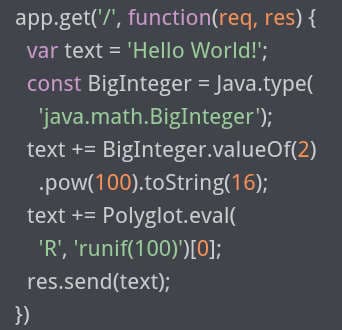 app.get('/', function(req, res) {
var text = 'Hello World!';
const BigInteger = Java.type(
'java.math.BigInteger');
text += BigInteger.valueOf(2)
.pow(100).toString(16);
text += Polyglot.eval(
'R', 'runif(100)')[0];
res.send(text);
})